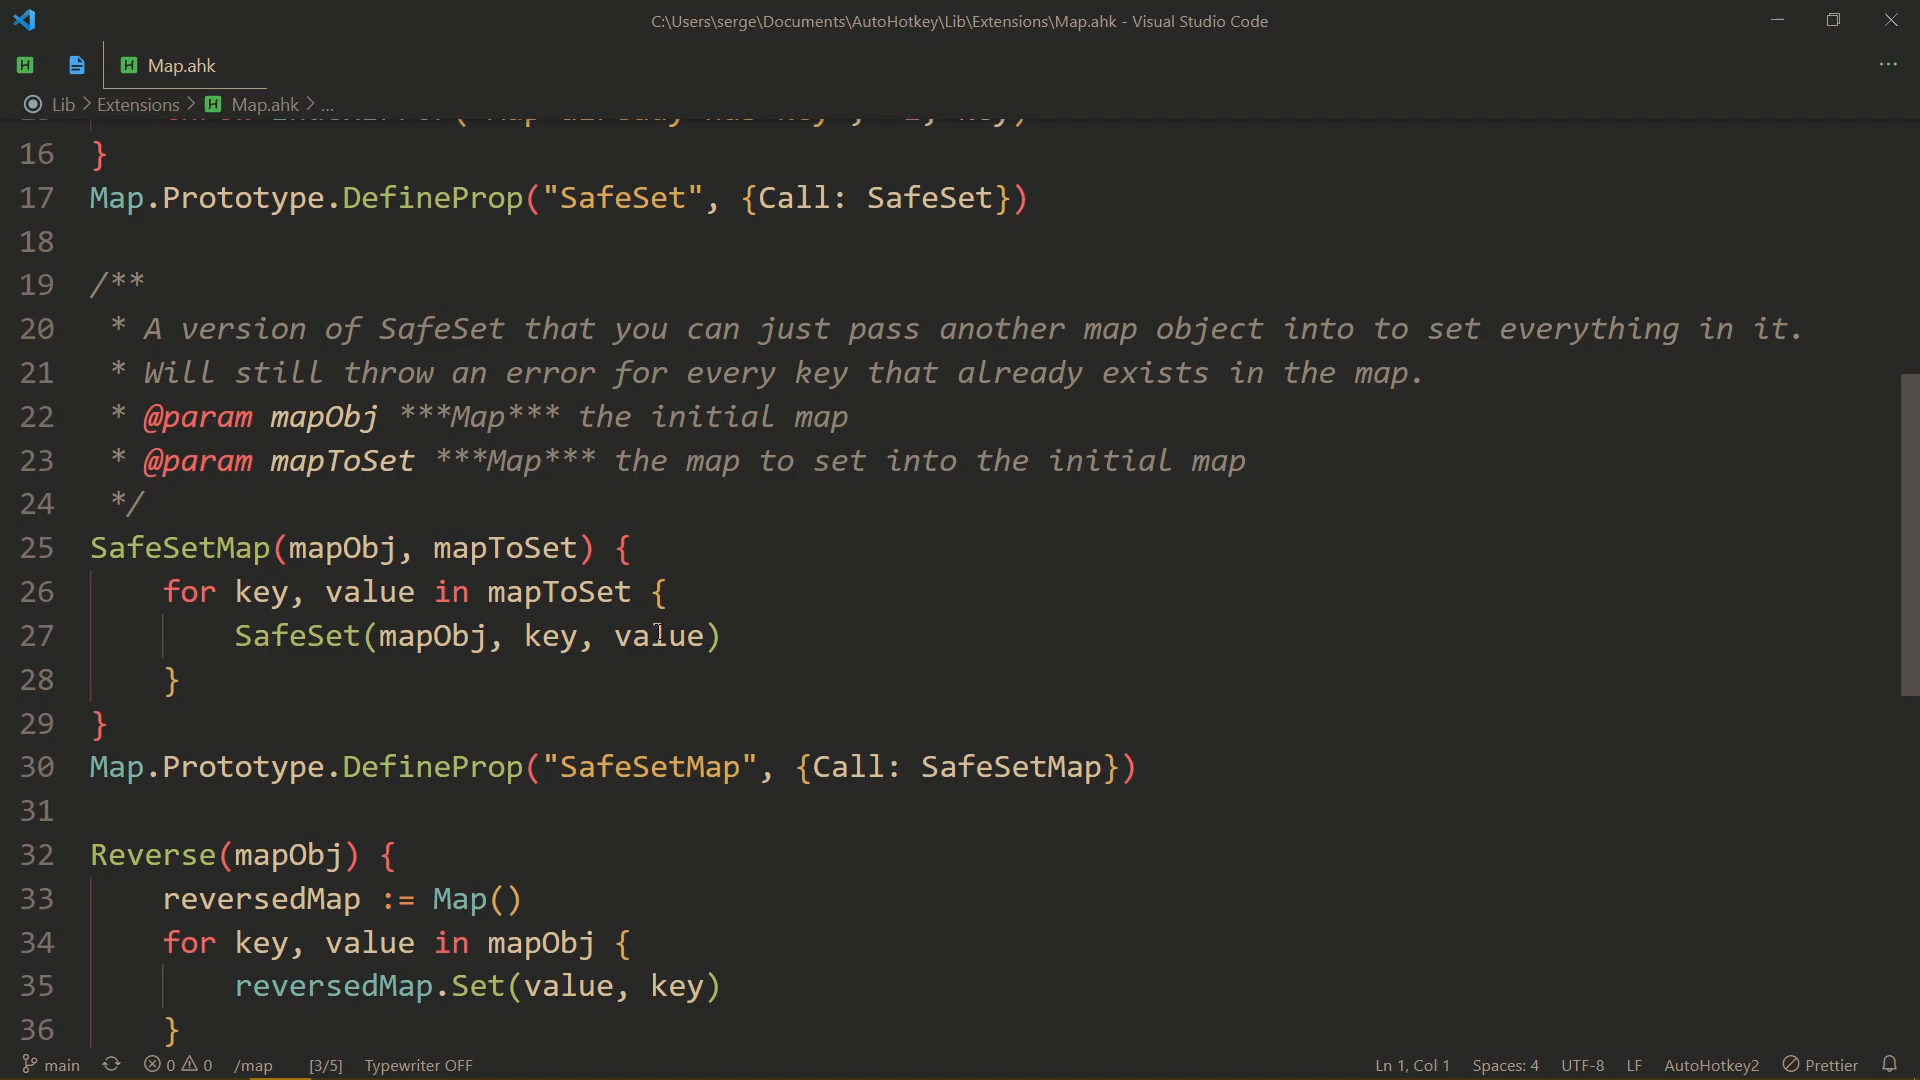 C:\Users\serge\Documents\AutoHotkey\Lib\Extensions\Map.ahk - Visual Studio Code
Map.ahk
Lib > Extensions > Map.ahk > ...
16 }
17 Map.Prototype.DefineProp("SafeSet", {Call: SafeSet})
18
19 /**
20 * A version of SafeSet that you can just pass another map object into to set everything in it.
21 * Will still throw an error for every key that already exists in the map.
22 * @param mapObj ***Map*** the initial map
23 * @param mapToSet ***Map*** the map to set into the initial map
24 */
25 SafeSetMap(mapObj, mapToSet) {
26 for key, value in mapToSet {
27 SafeSet(mapObj, key, value)
28 }
29 }
30 Map.Prototype.DefineProp("SafeSetMap", {Call: SafeSetMap})
31
32 Reverse(mapObj) {
33 reversedMap := Map()
34 for key, value in mapObj {
35 reversedMap.Set(value, key)
36 }
main 0 0 /map [3/5] Typewriter OFF Ln 1, Col 1 Spaces: 4 UTF-8 LF AutoHotkey2 Prettier